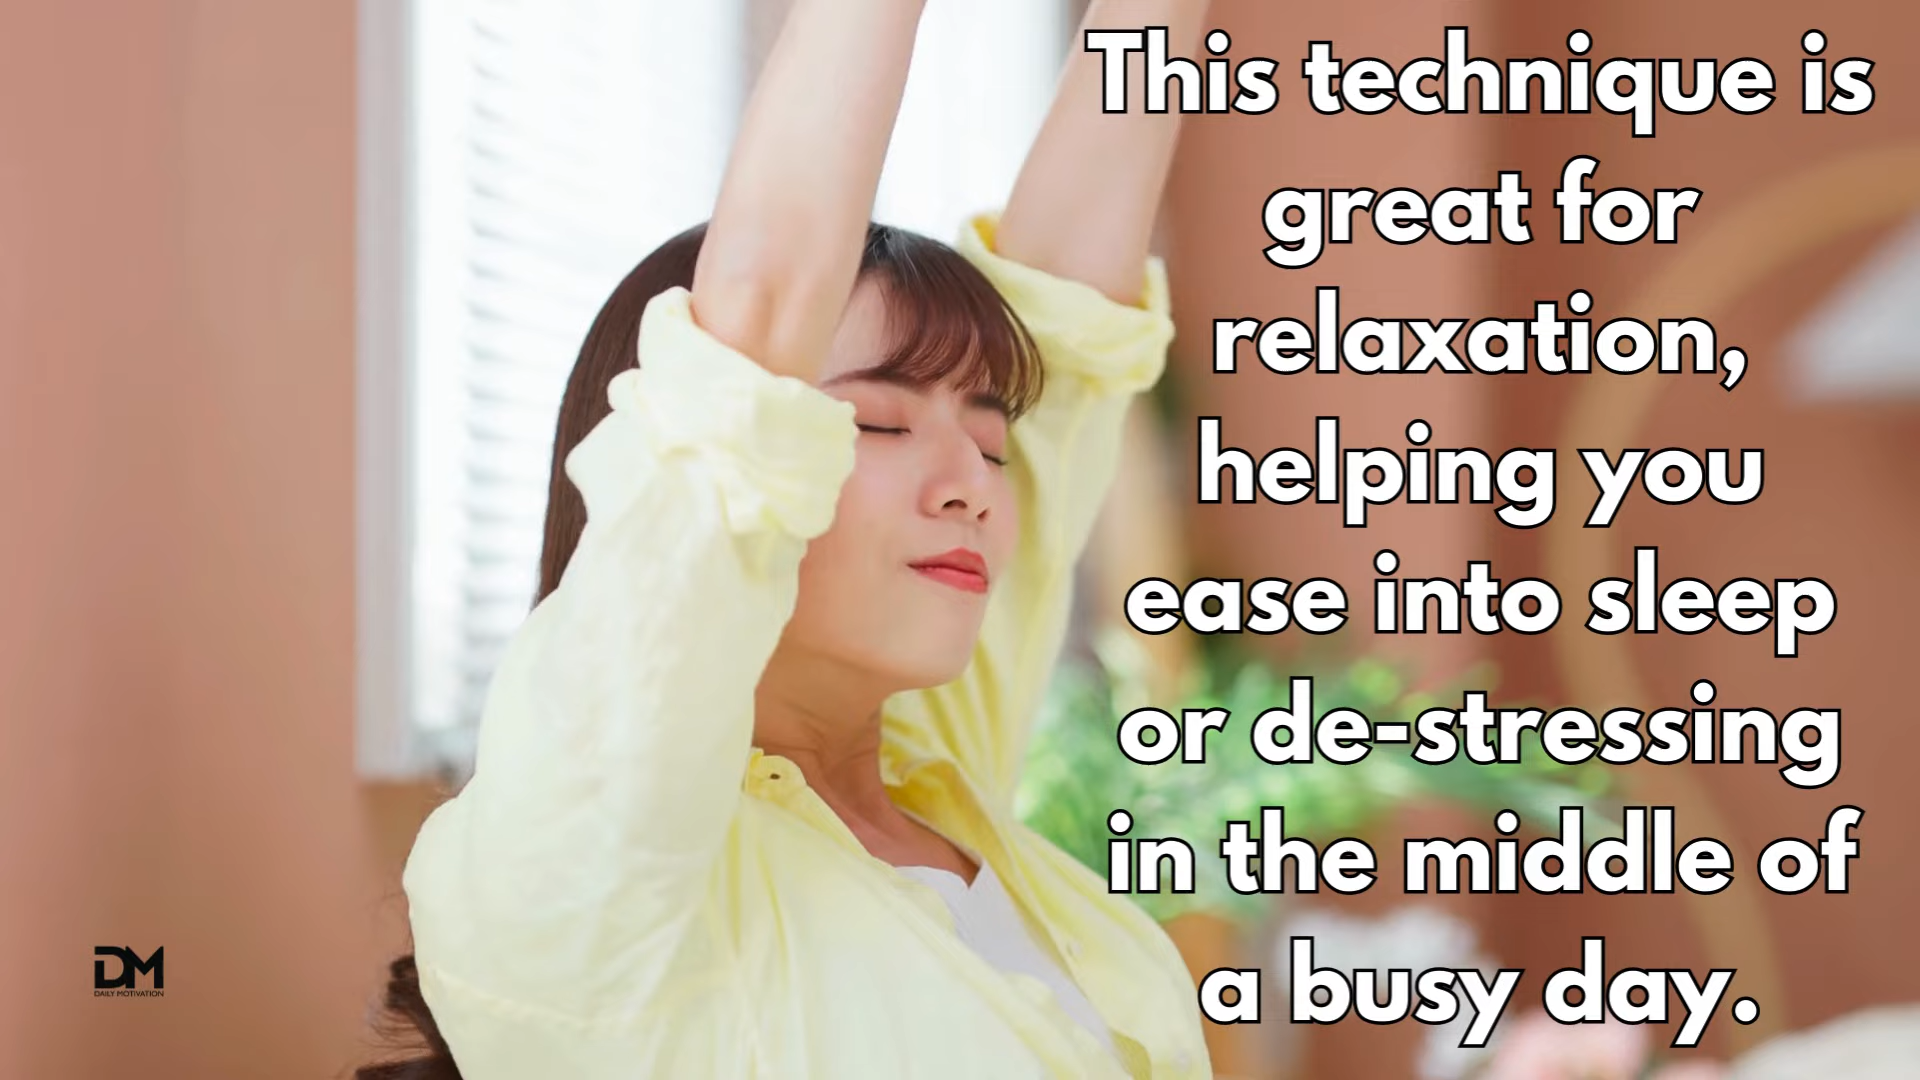 This technique is
great for
relaxation,
helping you
ease into sleep
or de-stressing
in the middle of
a busy day.
DM
DAILY MOTIVATION